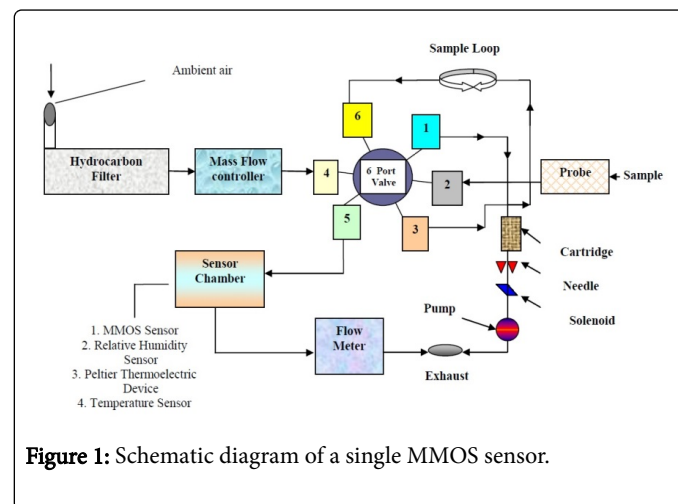 Sample Loop
Ambient air
6
1
Hydrocarbon
Filter
Mass Flow
controller
4
6 Port
Valve
2
Probe
Sample
5
3
Cartridge
Sensor
Chamber
Needle
Pump
Solenoid
1. MMOS Sensor
2. Relative Humidity
Sensor
3. Peltier Thermoelectric
Device
4. Temperature Sensor
Flow
Meter
Exhaust
Figure 1: Schematic diagram of a single MMOS sensor.